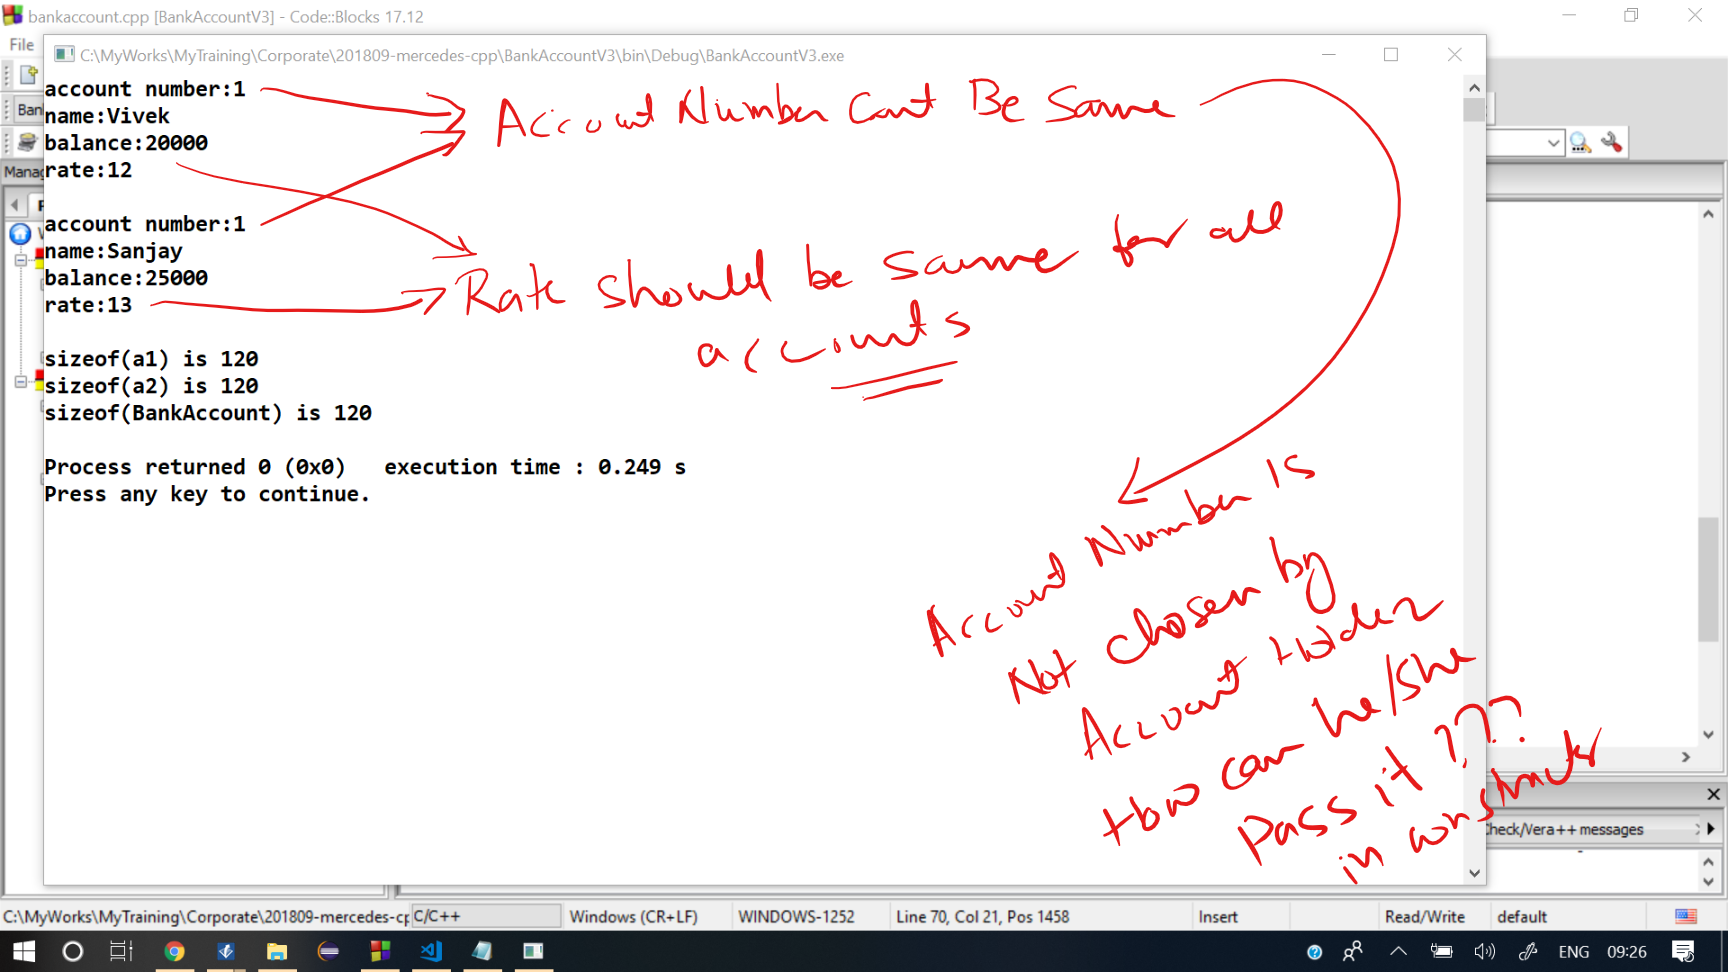 bankaccount.cpp [BankAccountV3] - Code::Blocks 17.12
File
C:\MyWorks\MyTraining\Corporate\201809-mercedes-cpp\BankAccountV3\bin\Debug\BankAccountV3.exe
Ban
Manag
account number:1
name:Vivek
balance:20000
rate:12
Account Number Cant Be Same
account number:1
name:Sanjay
balance:25000
rate:13
Rate should be same for all
accounts
sizeof(a1) is 120
sizeof(a2) is 120
sizeof(BankAccount) is 120
Process returned 0 (0x0)   execution time : 0.249 s
Press any key to continue.
Account Number is
Not chosen by
Account Holder
How can he/she
Pass it ???
in constructor
Check/Vera++ messages
C:\MyWorks\MyTraining\Corporate\201809-mercedes-cp C/C++ Windows (CR+LF) WINDOWS-1252 Line 70, Col 21, Pos 1458 Insert Read/Write default
ENG 09:26